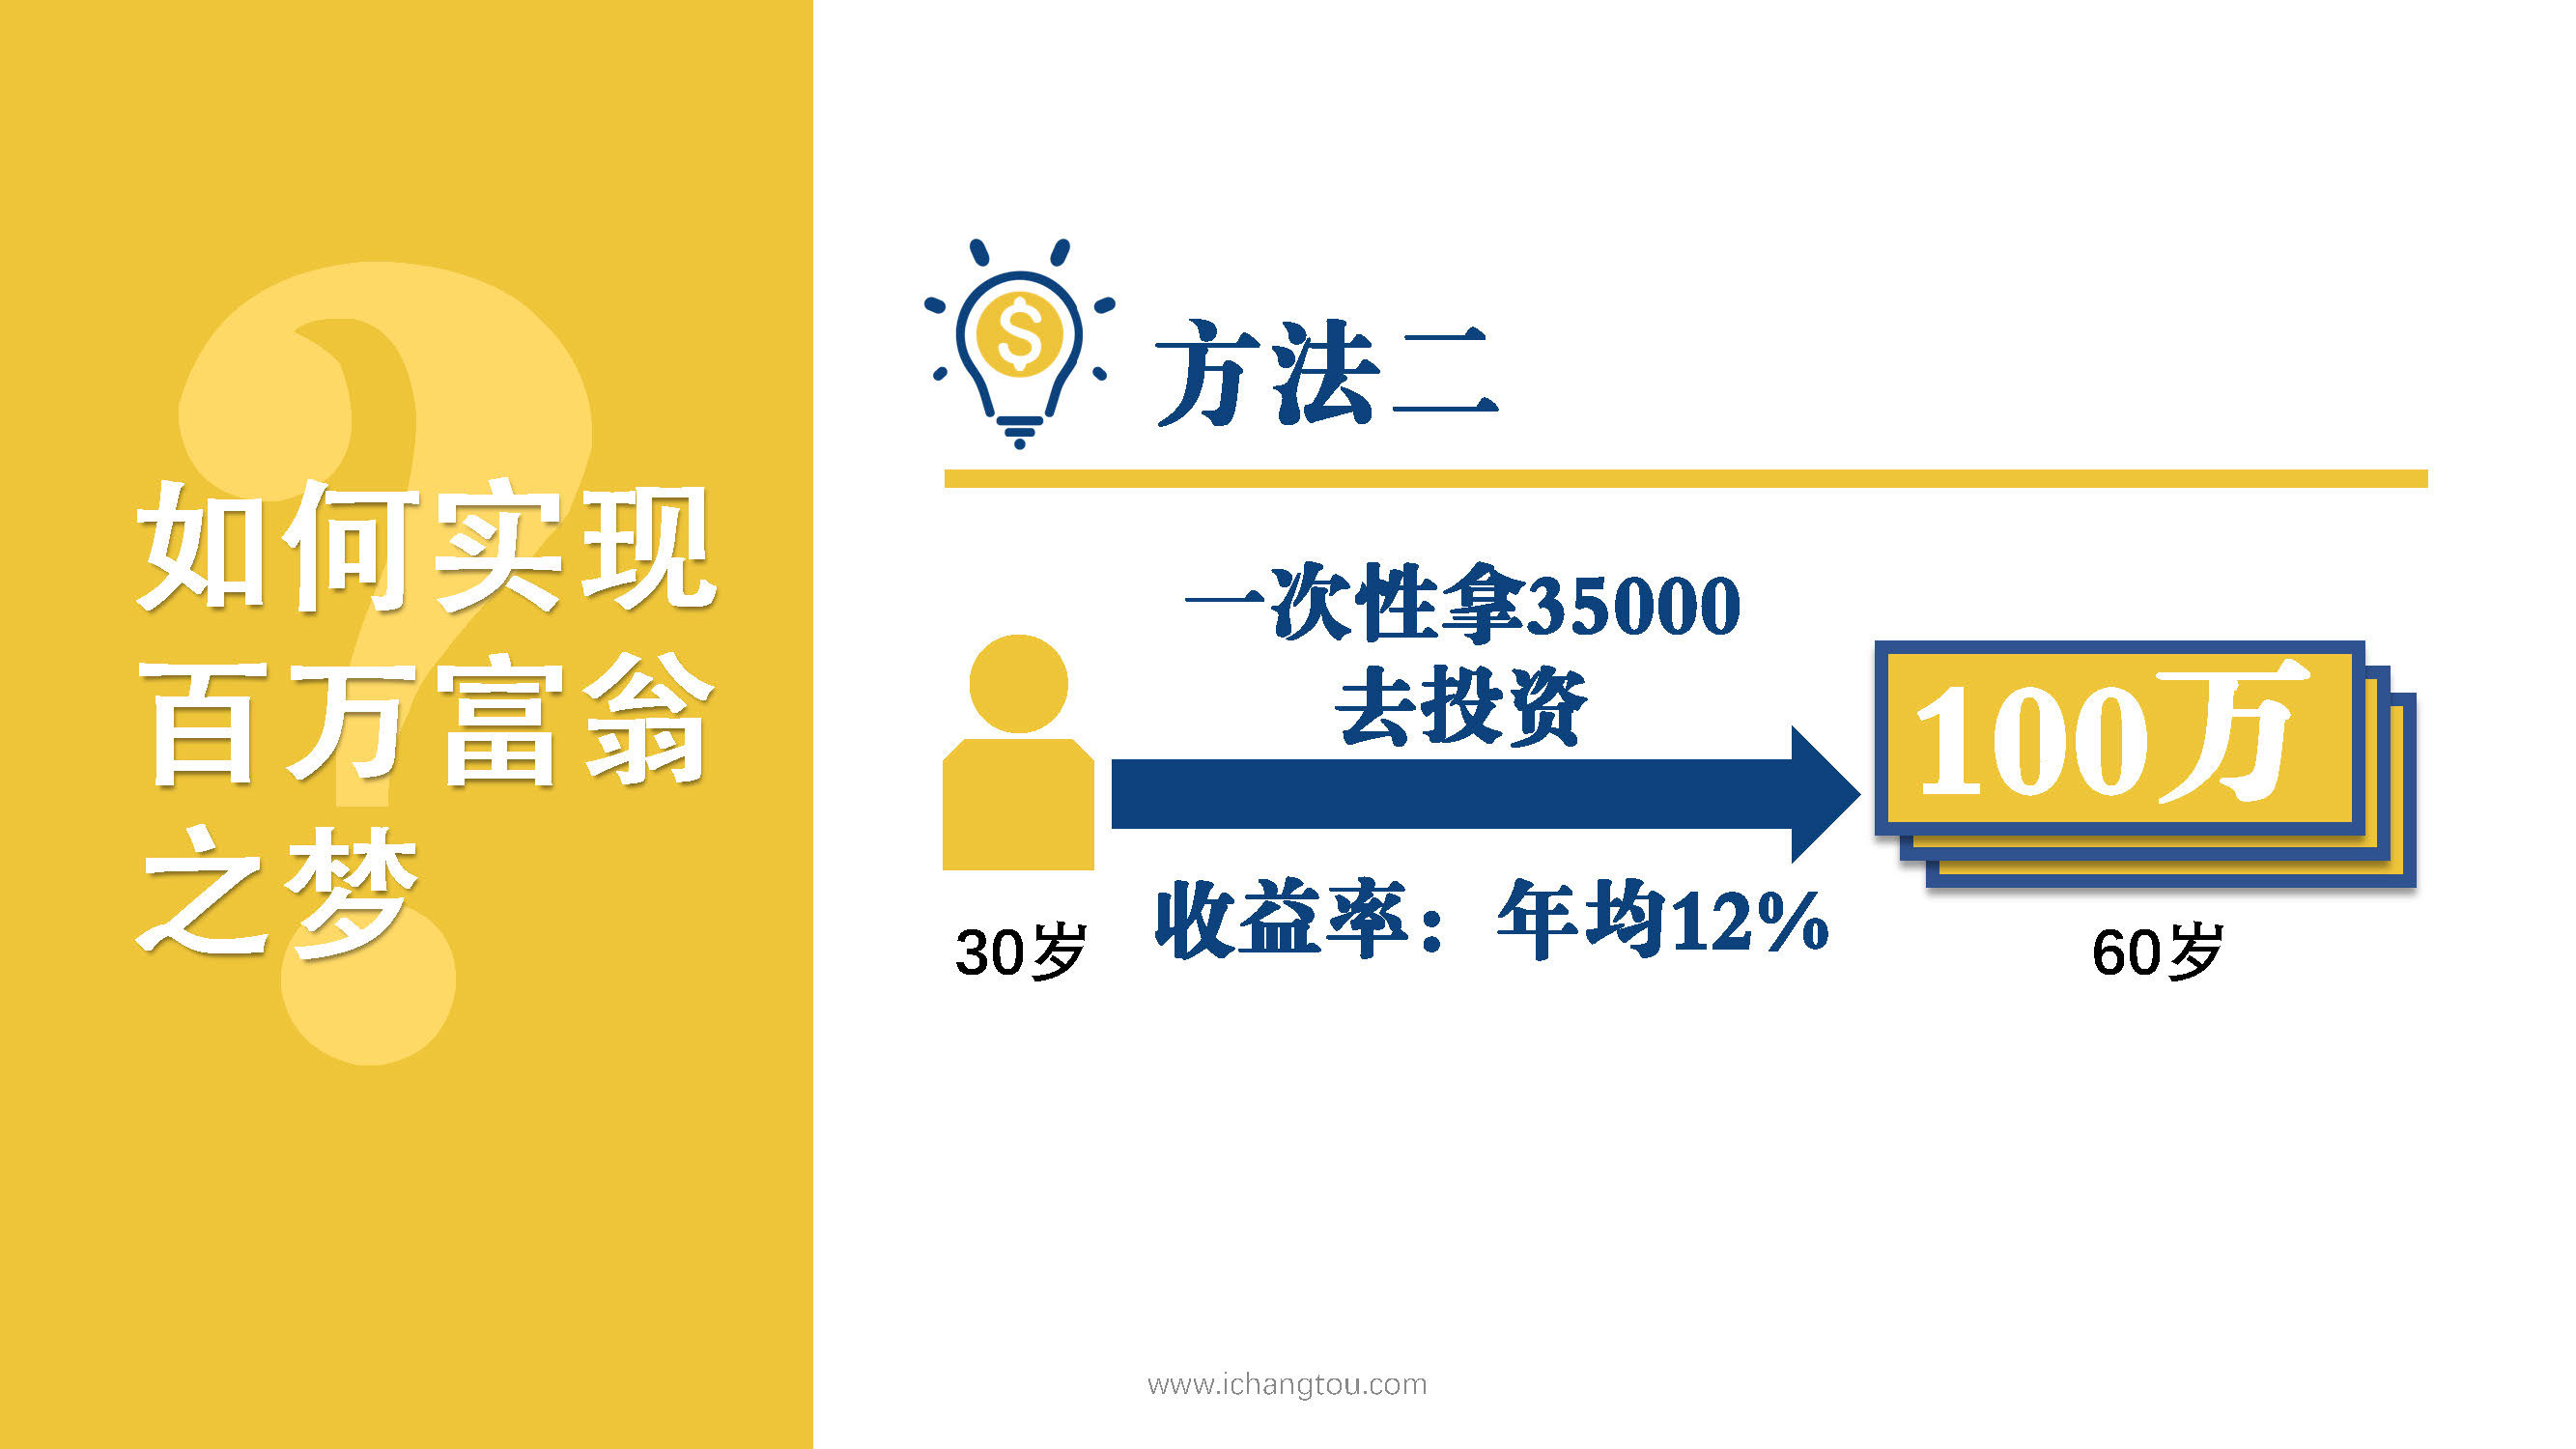 如何实现
百万富翁
之梦
方法二
一次性拿35000
去投资
收益率：年均12%
30岁
100万
60岁
www.ichangtou.com